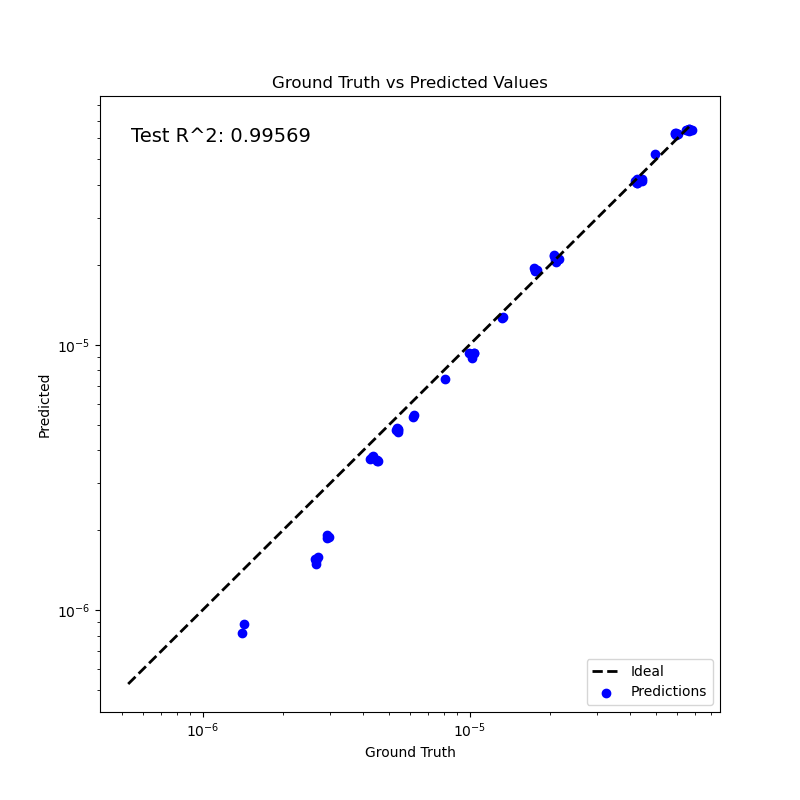 Ground Truth vs Predicted Values
Test R^2: 0.99569
Predicted
10⁻⁵
10⁻⁶
10⁻⁶
10⁻⁵
Ground Truth
Ideal
Predictions